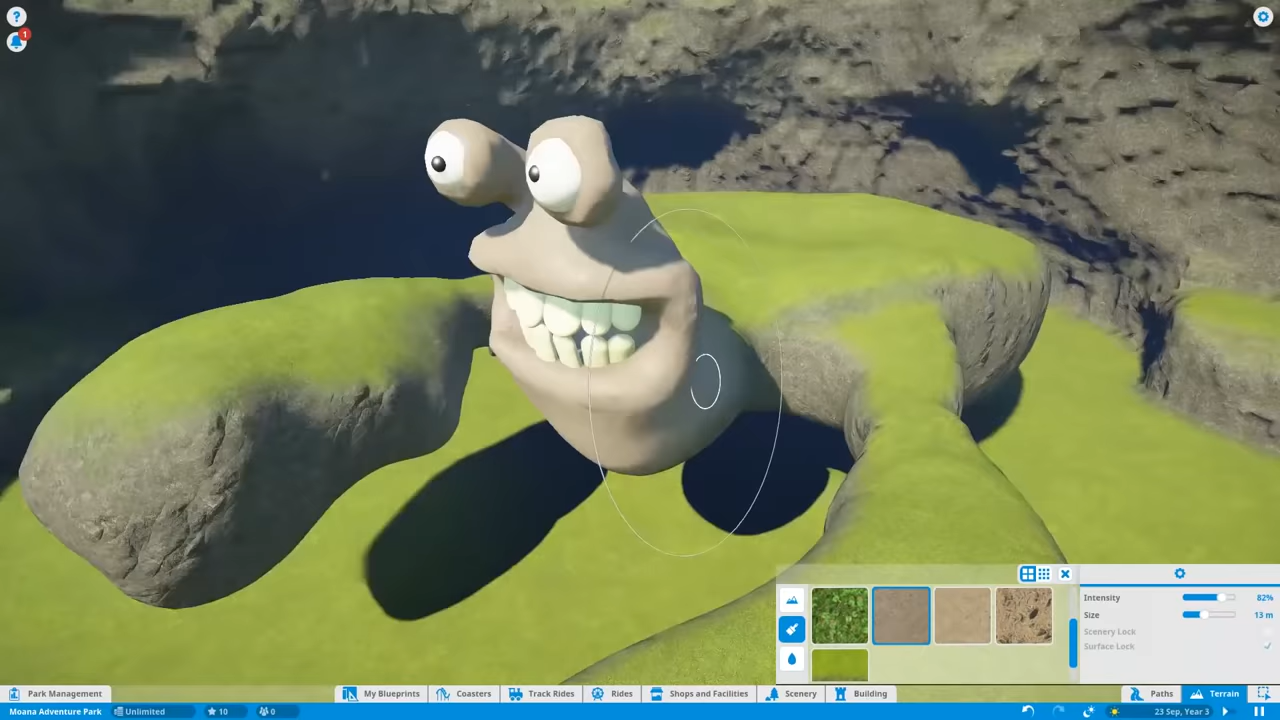 ?
1
Intensity 82%
Size 13 m
Scenery Lock
Surface Lock
Park Management My Blueprints Coasters Track Rides Rides Shops and Facilities Scenery Building Paths Terrain
Moana Adventure Park Unlimited 10 0 23 Sep, Year 3